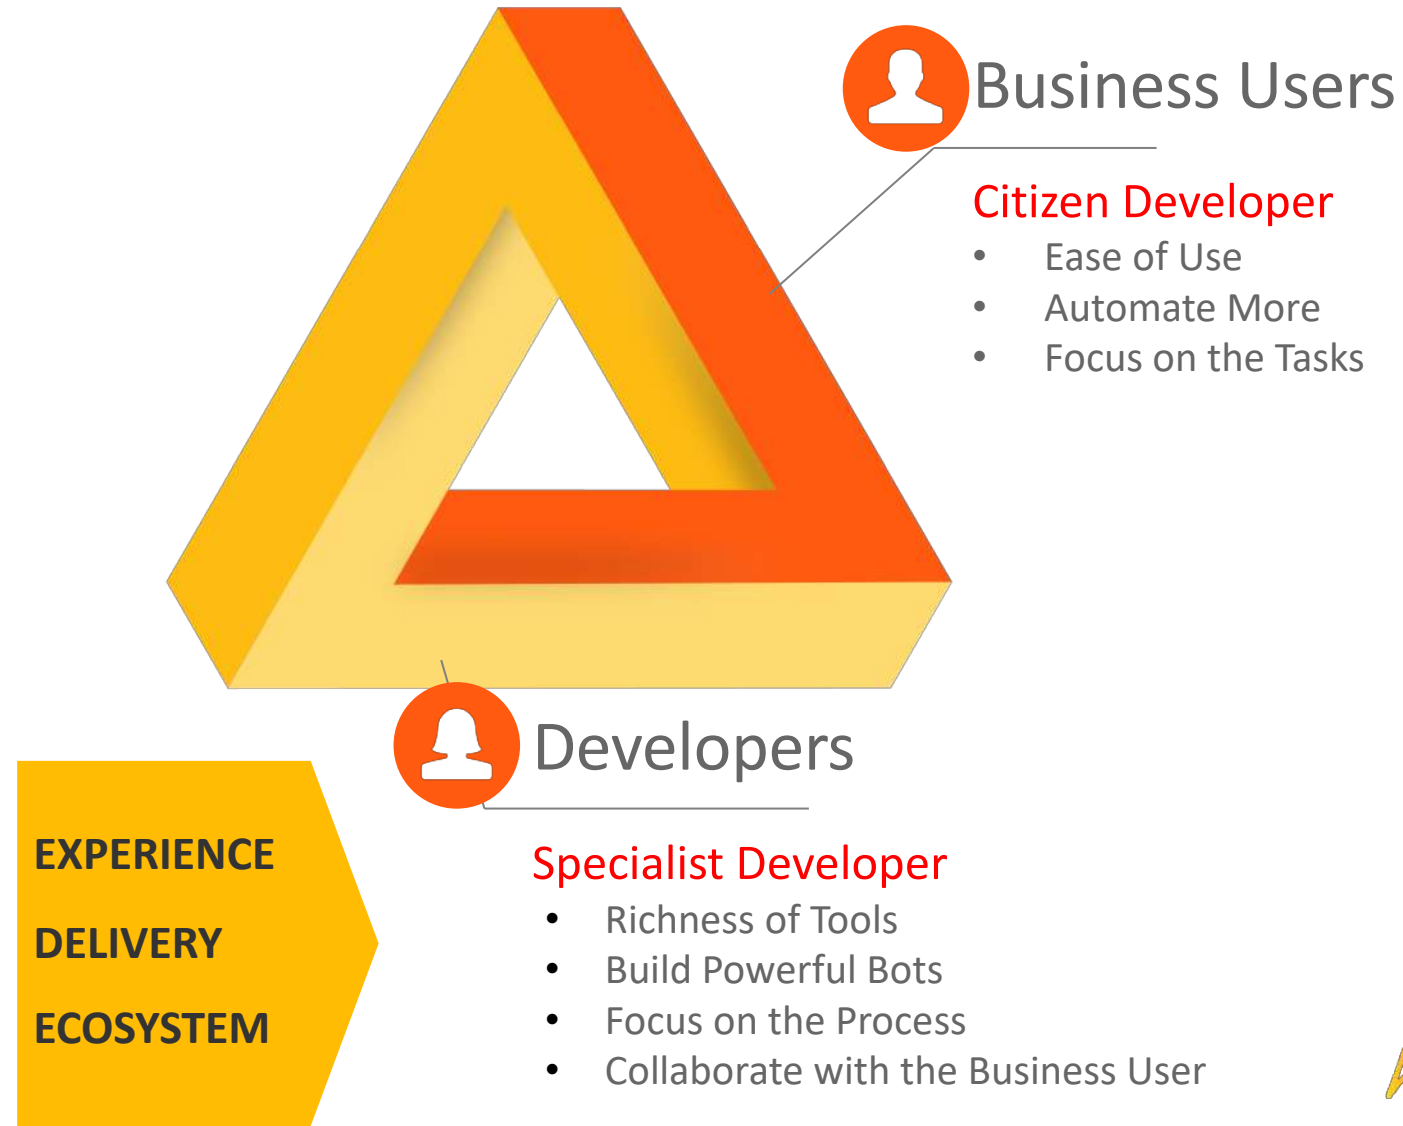 Business Users
Citizen Developer
• Ease of Use
• Automate More
• Focus on the Tasks
Developers
Specialist Developer
• Richness of Tools
• Build Powerful Bots
• Focus on the Process
• Collaborate with the Business User
EXPERIENCE
DELIVERY
ECOSYSTEM